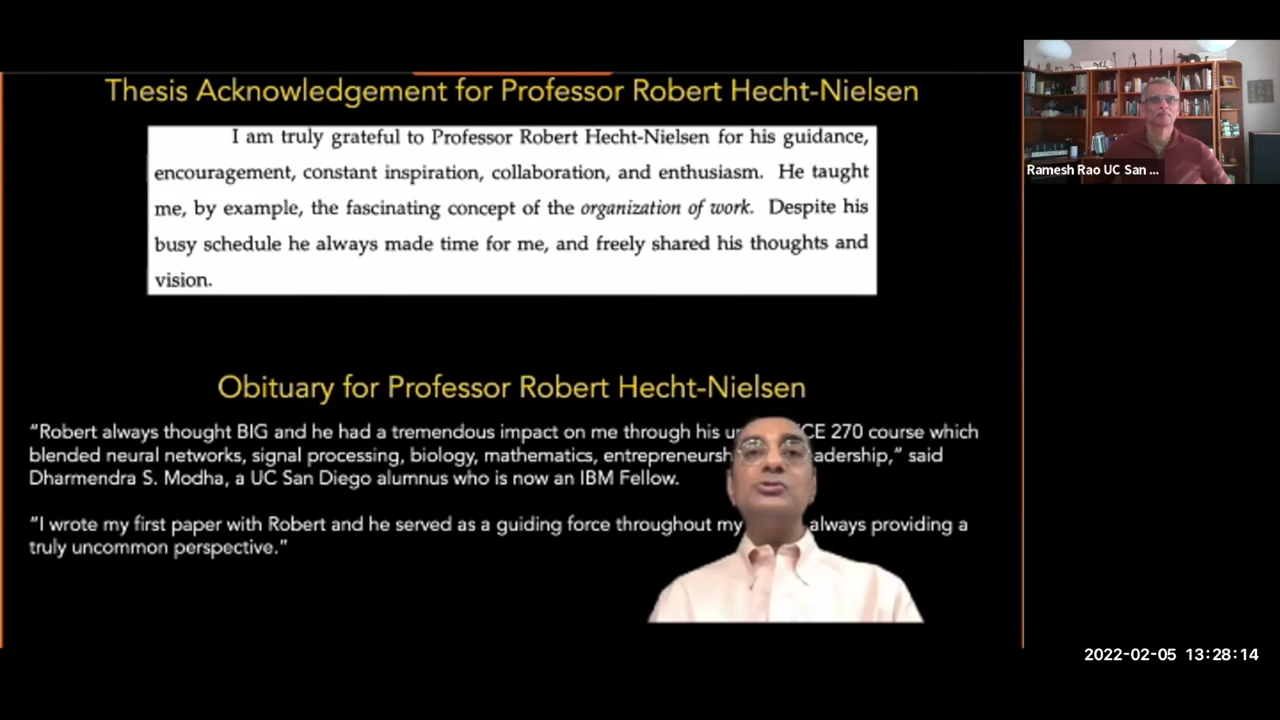 Thesis Acknowledgement for Professor Robert Hecht-Nielsen
I am truly grateful to Professor Robert Hecht-Nielsen for his guidance,
encouragement, constant inspiration, collaboration, and enthusiasm. He taught
me, by example, the fascinating concept of the organization of work. Despite his
busy schedule he always made time for me, and freely shared his thoughts and
vision.
Obituary for Professor Robert Hecht-Nielsen
“Robert always thought BIG and he had a tremendous impact on me through his 270 course which
blended neural networks, signal processing, biology, mathematics, said
Dharmendra S. Modha, a UC San Diego alumnus who is now an IBM Fellow.
“I wrote my first paper with Robert and he served as a guiding force throughout my always providing a
truly uncommon perspective.”
Ramesh Rao UC San ...
2022-02-05 13:28:14